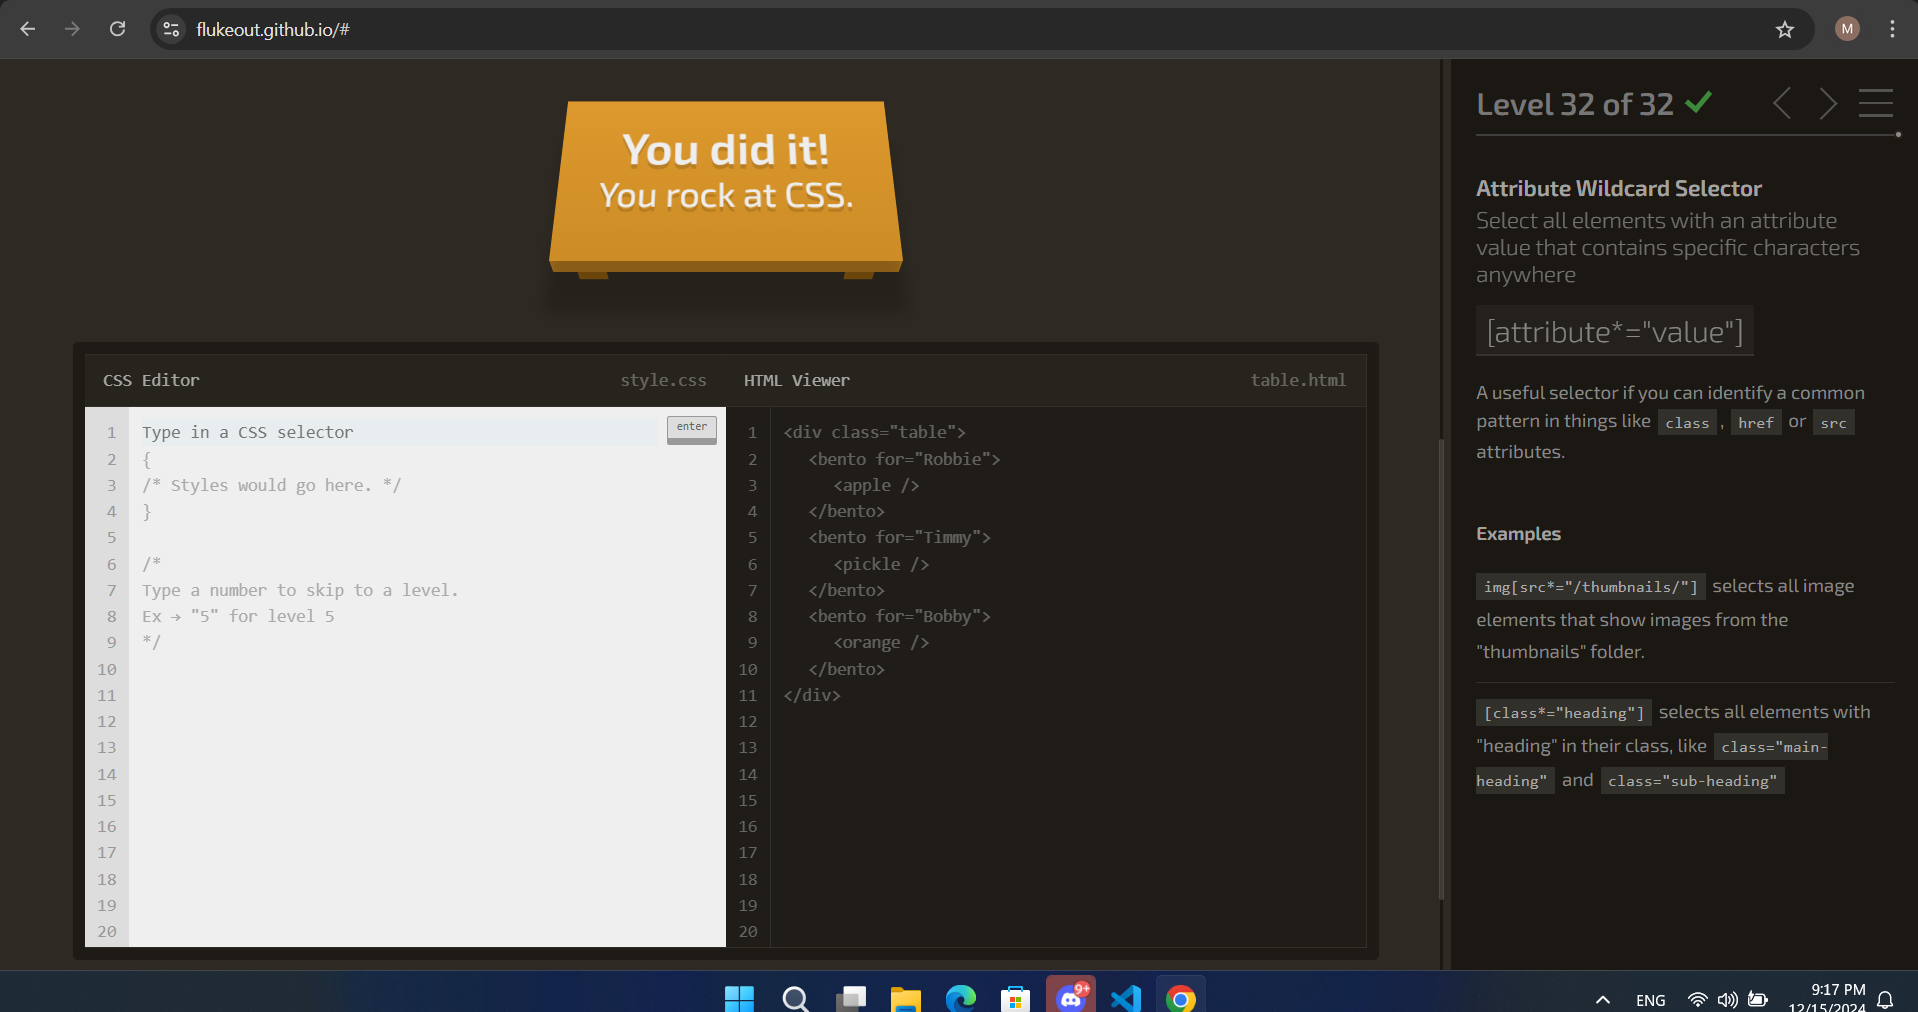 flukeout.github.io/#
M
You did it!
You rock at CSS.
CSS Editor
style.css
1 Type in a CSS selector
enter
2 {
3 /* Styles would go here. */
4 }
5
6 /*
7 Type a number to skip to a level.
8 Ex → "5" for level 5
9 */
10
11
12
13
14
15
16
17
18
19
20
HTML Viewer
table.html
1 <div class="table">
2 <bento for="Robbie">
3 <apple />
4 </bento>
5 <bento for="Timmy">
6 <pickle />
7 </bento>
8 <bento for="Bobby">
9 <orange />
10 </bento>
11 </div>
12
13
14
15
16
17
18
19
20
Level 32 of 32
Attribute Wildcard Selector
Select all elements with an attribute
value that contains specific characters
anywhere
[attribute*="value"]
A useful selector if you can identify a common
pattern in things like class , href or src
attributes.
Examples
img[src*="/thumbnails/"] selects all image
elements that show images from the
"thumbnails" folder.
[class*="heading"] selects all elements with
"heading" in their class, like class="main-
heading" and class="sub-heading"
9+
ENG
9:17 PM
12/15/2024